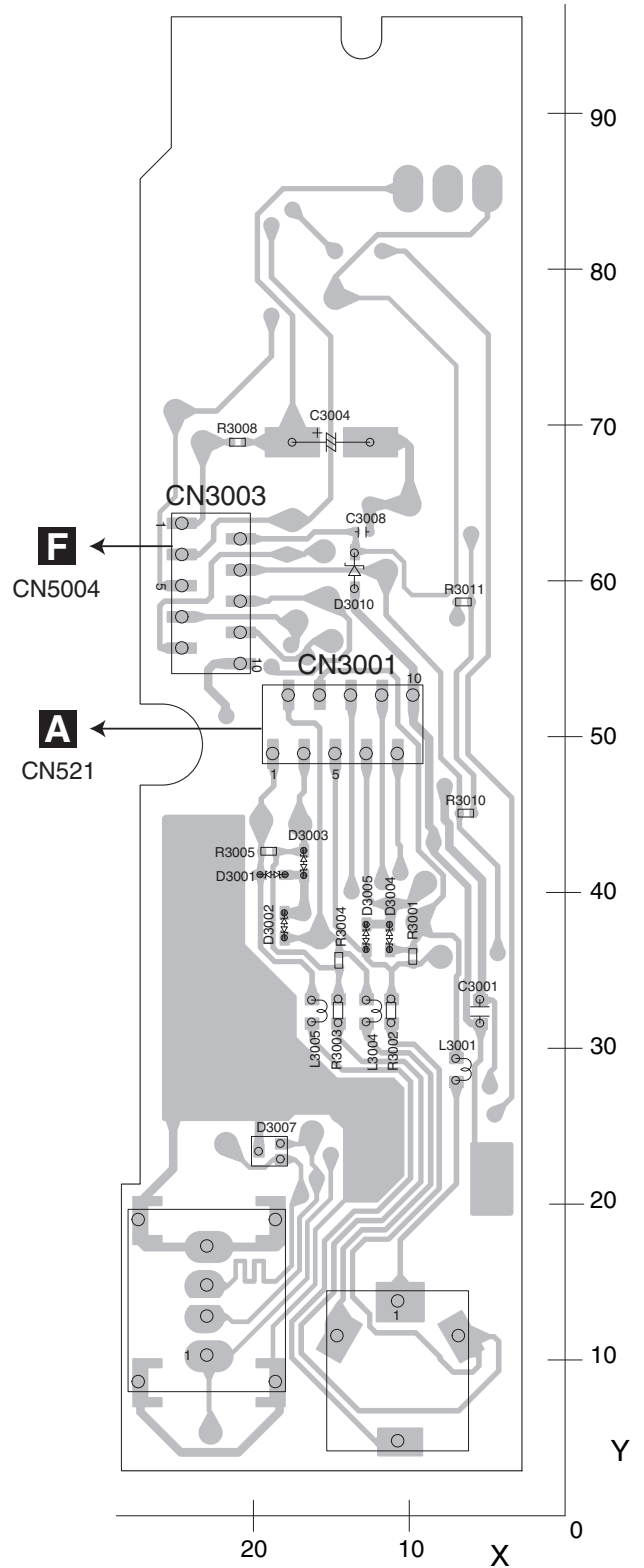 90
80
C3004
+
70
R3008
CN3003
1
C3008
F
CN5004
5
60
R3011
D3010
10
CN3001
10
A
CN521
50
1
5
R3010
D3003
R3005
D3001
40
D3002
R3004
D3005
D3004
R3001
C3001
L3005
R3003
L3004
R3002
L3001
30
D3007
20
1
1
10
Y
0
20
10
X